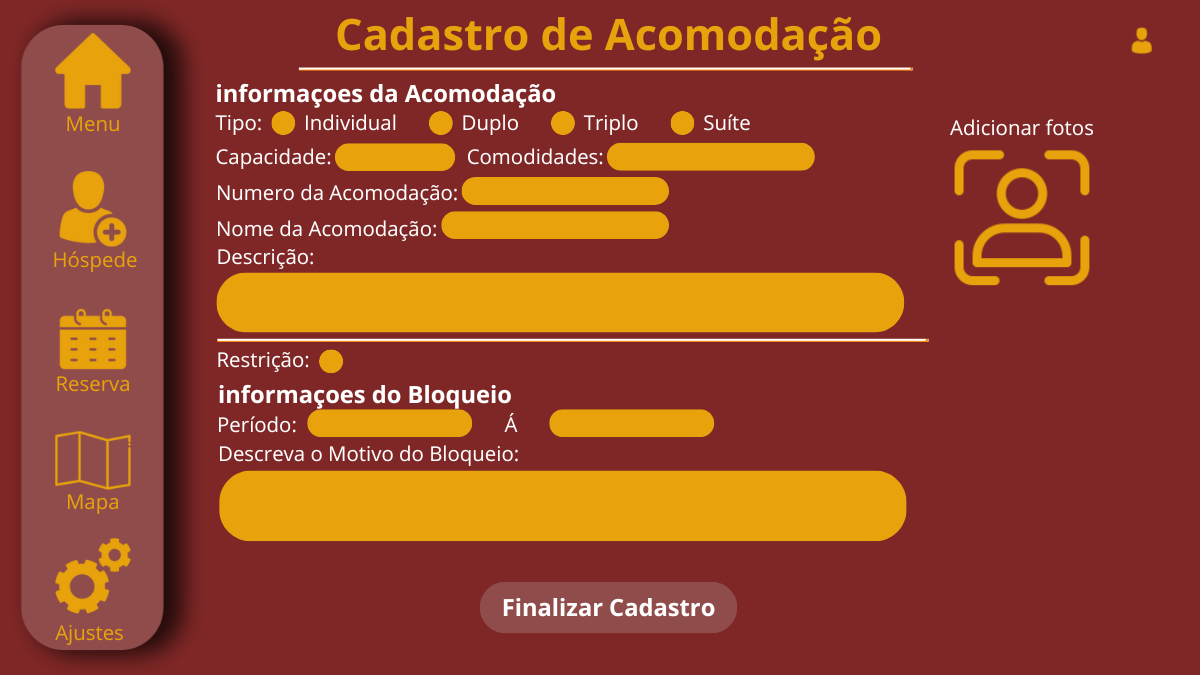 Cadastro de Acomodação
informaçoes da Acomodação
Tipo: Individual Duplo Triplo Suíte
Capacidade: Comodidades:
Numero da Acomodação:
Nome da Acomodação:
Descrição:
Restrição:
informaçoes do Bloqueio
Período: Á
Descreva o Motivo do Bloqueio:
Finalizar Cadastro
Adicionar fotos
Menu
Hóspede
Reserva
Mapa
Ajustes